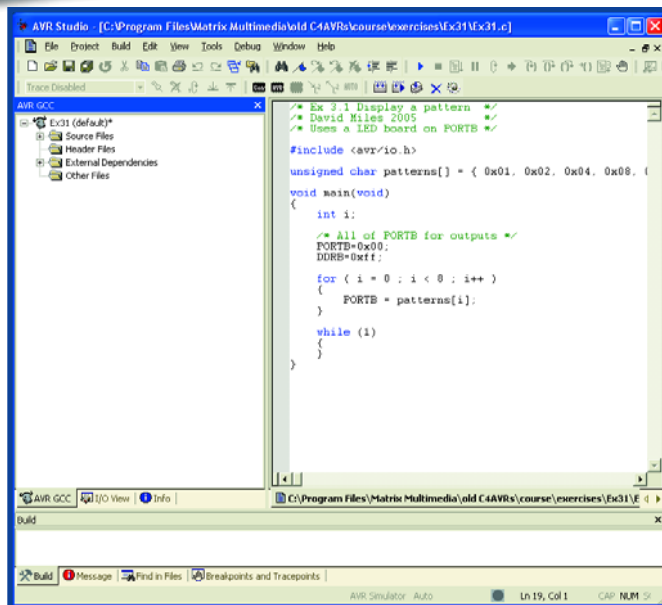 AVR Studio - [C:\Program Files\Matrix Multimedia\old C4AVRs\course\exercises\Ex31\Ex31.c]
File Project Build Edit View Tools Debug Window Help
Trace Disabled
AVR GCC
Ex31 (default)*
Source Files
Header Files
External Dependencies
Other Files
/* Ex 3.1 Display a pattern */
/* David Miles 2005 */
/* Uses a LED board on PORTB */
#include <avr/io.h>
unsigned char patterns[] = { 0x01, 0x02, 0x04, 0x08,
void main(void)
{
int i;
/* All of PORTB for outputs */
PORTB=0x00;
DDRB=0xff;
for ( i = 0 ; i < 8 ; i++ )
{
PORTB = patterns[i];
}
while (1)
{
}
}
AVR GCC I/O View Info
C:\Program Files\Matrix Multimedia\old C4AVRs\course\exercises\Ex31\E
Build
Build Message Find in Files Breakpoints and Tracepoints
AVR Simulator Auto Ln 19, Col 1 CAP NUM